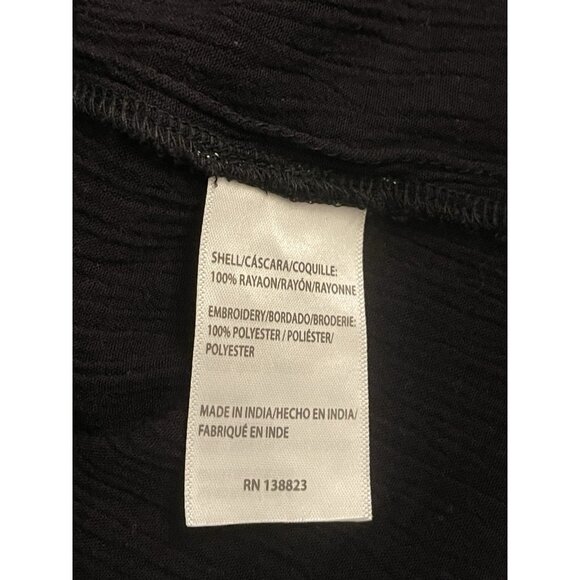 SHELL/CÁSCARA/COQUILLE:
100% RAYAON/RAYÓN/RAYONNE
EMBROIDERY/BORDADO/BRODERIE:
100% POLYESTER / POLIÉSTER/
POLYESTER
MADE IN INDIA/HECHO EN INDIA/
FABRIQUÉ EN INDE
RN 138823